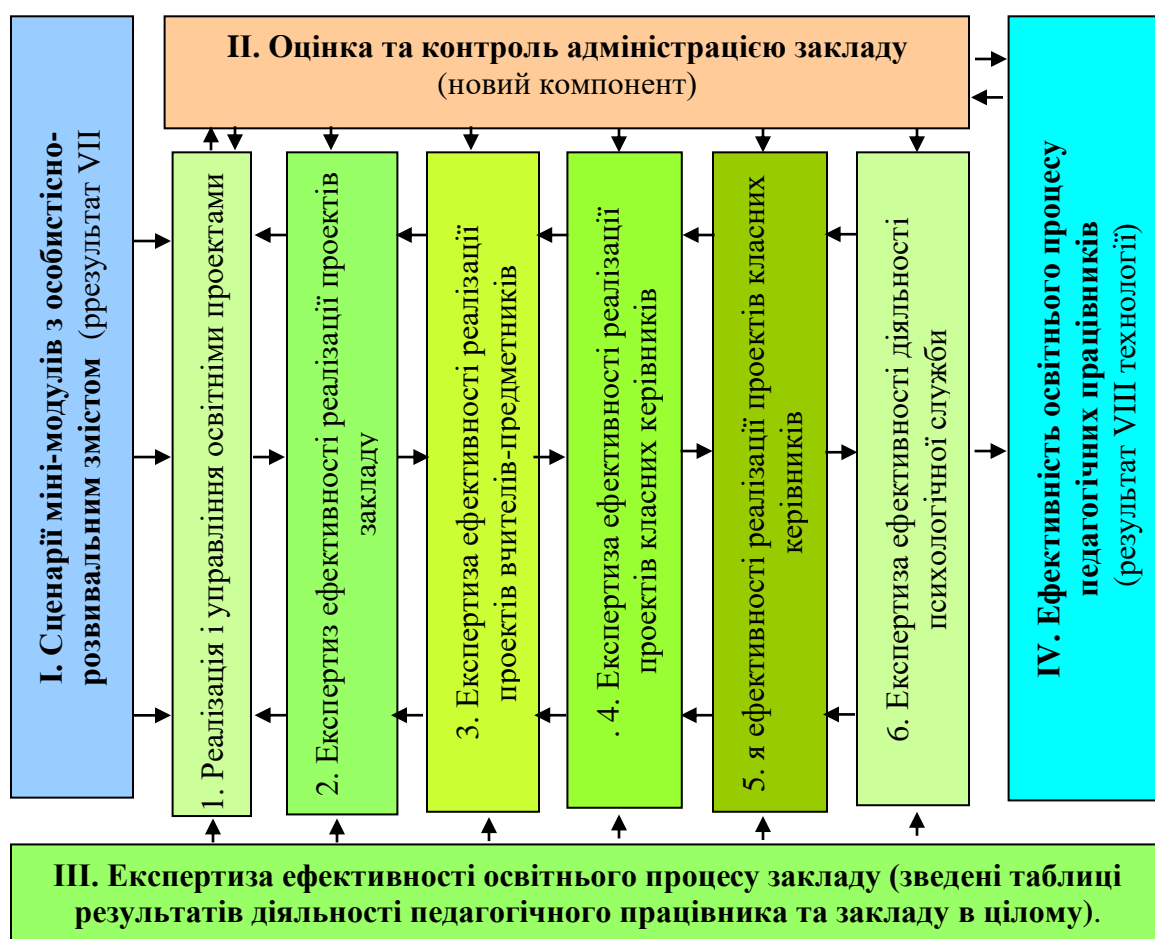 II. Оцінка та контроль адміністрацією закладу
(новий компонент)
I. Сценарії міні-модулів з особистісно-
розвивальним змістом (ррезультат VII
1. Реалізація і управління освітніми проектами
2. Експертиз ефективності реалізації проектів
закладу
3. Експертиза ефективності реалізації
проектів вчителів-предметників
. 4. Експертиза ефективності реалізації
проектів класних керівників
5. я ефективності реалізації проектів класних
керівників
6. Експертиза ефективності діяльності
психологічної служби
IV. Ефективність освітнього процесу
педагогічних працівників
(результат VIII технології)
III. Експертиза ефективності освітнього процесу закладу (зведені таблиці
результатів діяльності педагогічного працівника та закладу в цілому).